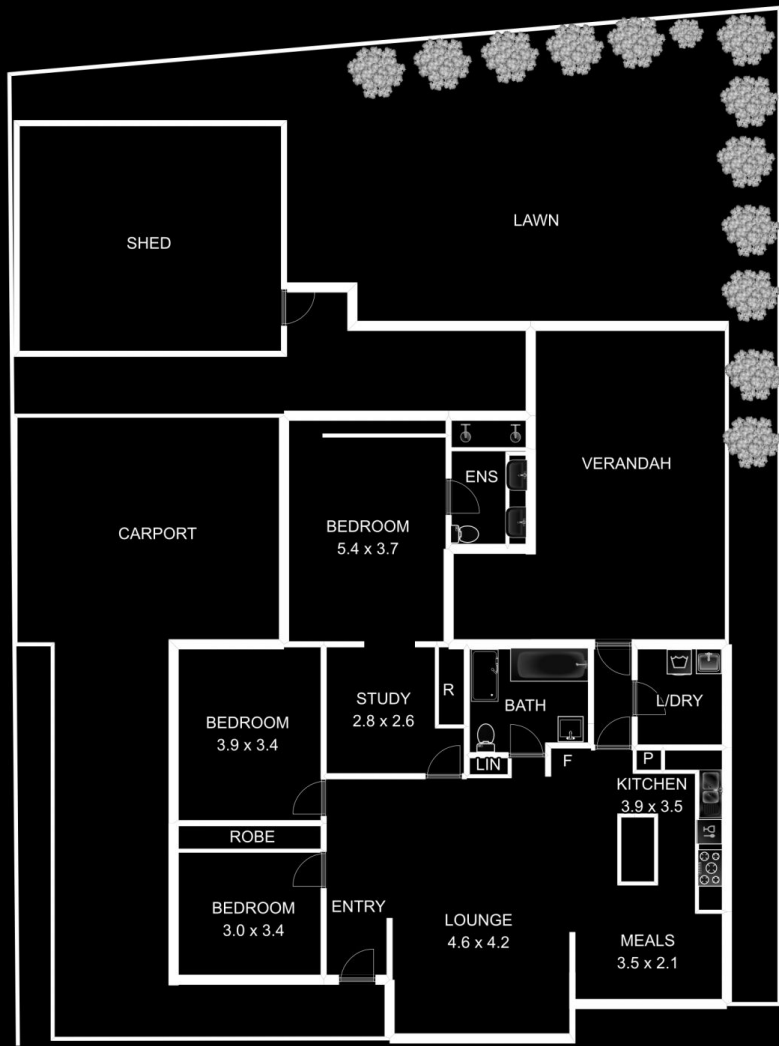 LAWN
SHED
VERANDAH
ENS
CARPORT
BEDROOM
5.4 x 3.7
R
STUDY
2.8 x 2.6
BATH
L/DRY
BEDROOM
3.9 x 3.4
LIN
F
P
KITCHEN
3.9 x 3.5
ROBE
BEDROOM
3.0 x 3.4
ENTRY
LOUNGE
4.6 x 4.2
MEALS
3.5 x 2.1